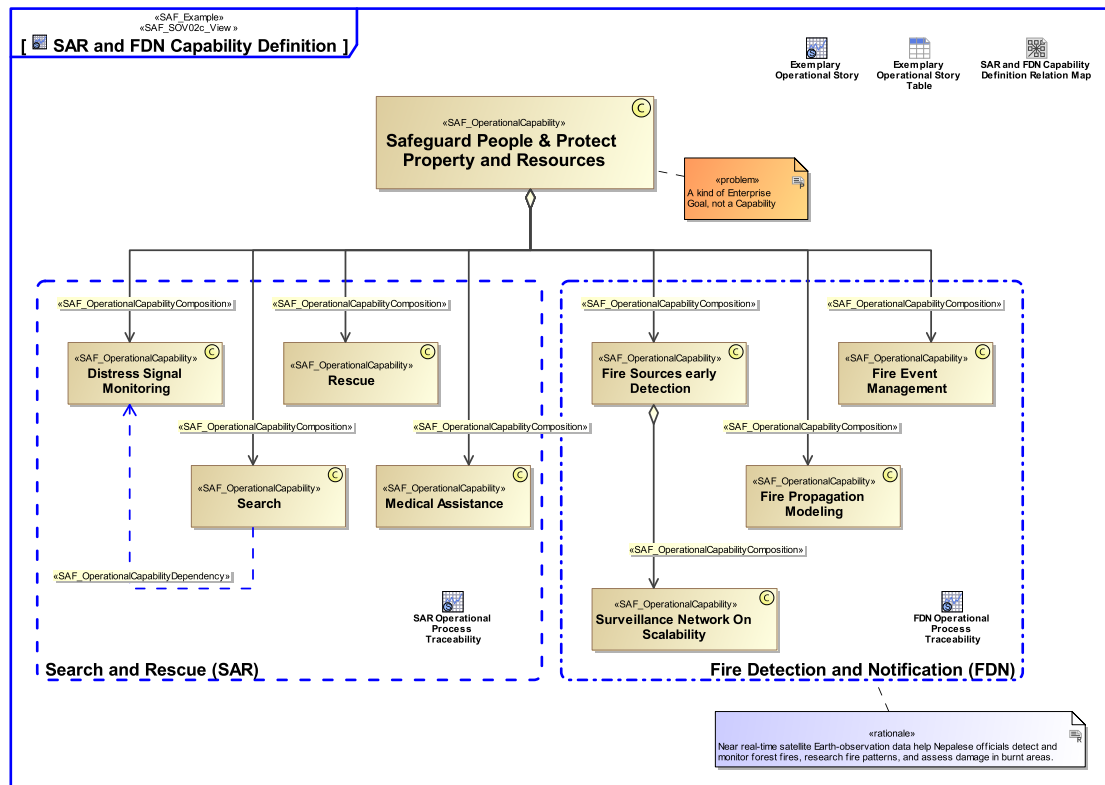 «SAF_Example»
«SAF_SOV02c_View»
[ SAR and FDN Capability Definition ]
Exemplary
Operational Story
Exemplary
Operational Story
Table
SAR and FDN Capability
Definition Relation Map
C
«SAF_OperationalCapability»
Safeguard People & Protect
Property and Resources
«problem»
A kind of Enterprise
Goal, not a Capability
«SAF_OperationalCapabilityComposition»
«SAF_OperationalCapabilityComposition»
«SAF_OperationalCapabilityComposition»
«SAF_OperationalCapabilityComposition»
C
«SAF_OperationalCapability»
Distress Signal
Monitoring
C
«SAF_OperationalCapability»
Rescue
C
«SAF_OperationalCapability»
Fire Sources early
Detection
C
«SAF_OperationalCapability»
Fire Event
Management
«SAF_OperationalCapabilityComposition»
«SAF_OperationalCapabilityComposition»
«SAF_OperationalCapabilityComposition»
C
«SAF_OperationalCapability»
Search
C
«SAF_OperationalCapability»
Medical Assistance
C
«SAF_OperationalCapability»
Fire Propagation
Modeling
«SAF_OperationalCapabilityComposition»
«SAF_OperationalCapabilityDependency»
C
«SAF_OperationalCapability»
Surveillance Network On
Scalability
SAR Operational
Process
Traceability
FDN Operational
Process
Traceability
Search and Rescue (SAR)
Fire Detection and Notification (FDN)
«rationale»
Near real-time satellite Earth-observation data help Nepalese officials detect and
monitor forest fires, research fire patterns, and assess damage in burnt areas.